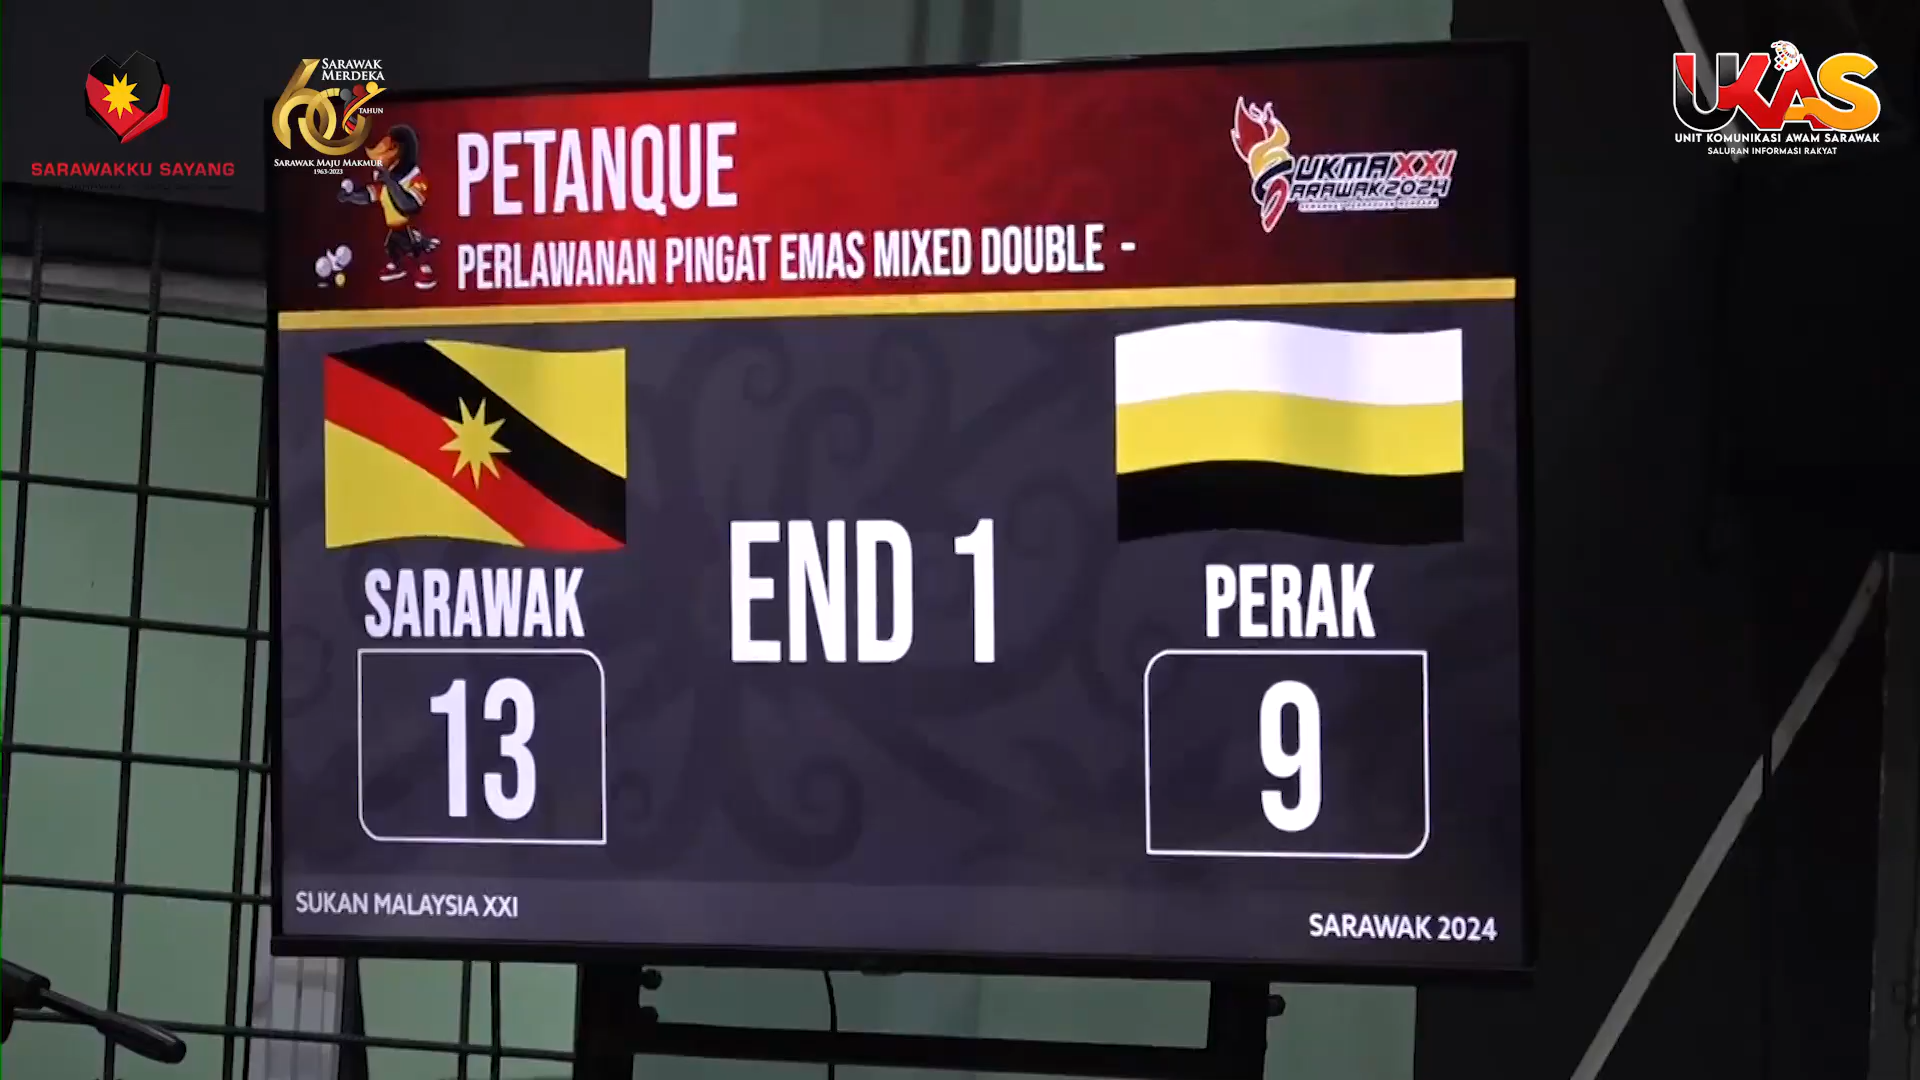 SARAWAKKU SAYANG
60
SARAWAK
MERDEKA
TAHUN
SARAWAK MAJU MAKMUR
1963-2023
UKAS
UNIT KOMUNIKASI AWAM SARAWAK
SALURAN INFORMASI RAKYAT
PETANQUE
PERLAWANAN PINGAT EMAS MIXED DOUBLE -
SUKMA XXI
SARAWAK 2024
SARAWAK
END 1
PERAK
13
9
SUKAN MALAYSIA XXI
SARAWAK 2024